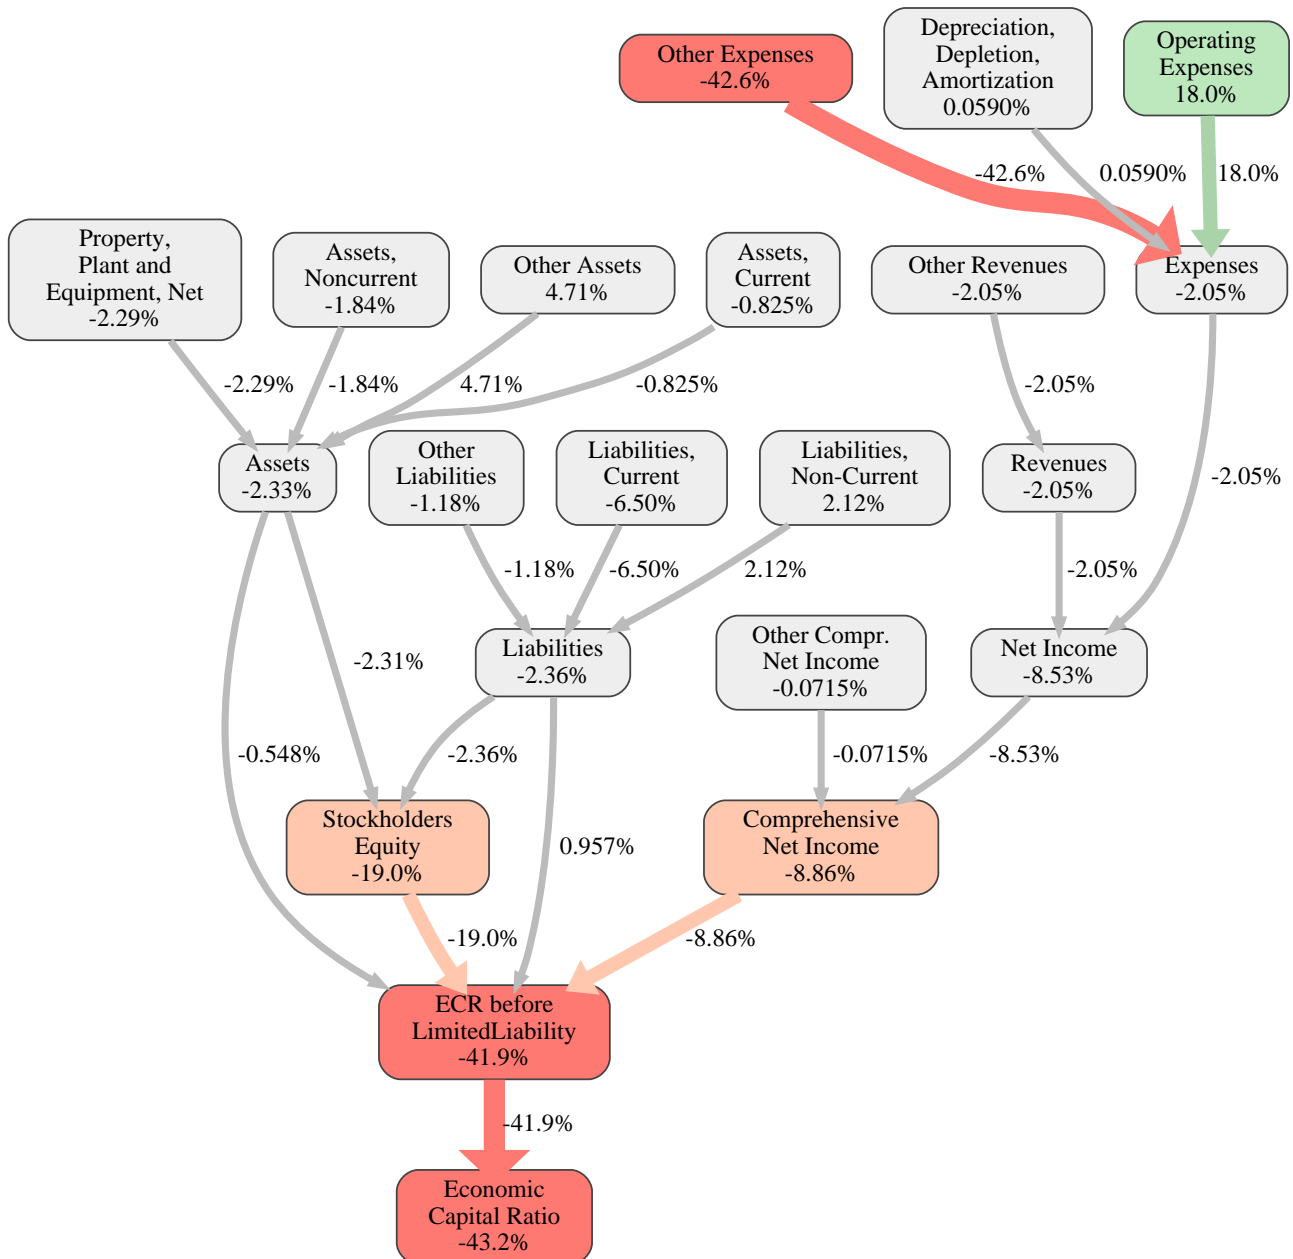 Other Expenses
-42.6%
Depreciation,
Depletion,
Amortization
0.0590%
Operating
Expenses
18.0%
-42.6%
0.0590%
18.0%
Property,
Plant and
Equipment, Net
-2.29%
Assets,
Noncurrent
-1.84%
Other Assets
4.71%
Assets,
Current
-0.825%
Other Revenues
-2.05%
Expenses
-2.05%
-2.29%
-1.84%
4.71%
-0.825%
-2.05%
-2.05%
Assets
-2.33%
Other
Liabilities
-1.18%
Liabilities,
Current
-6.50%
Liabilities,
Non-Current
2.12%
Revenues
-2.05%
-1.18%
-6.50%
2.12%
-2.05%
-2.31%
Liabilities
-2.36%
Other Compr.
Net Income
-0.0715%
Net Income
-8.53%
-0.548%
-2.36%
-0.0715%
-8.53%
Stockholders
Equity
-19.0%
0.957%
Comprehensive
Net Income
-8.86%
-19.0%
-8.86%
ECR before
LimitedLiability
-41.9%
-41.9%
Economic
Capital Ratio
-43.2%